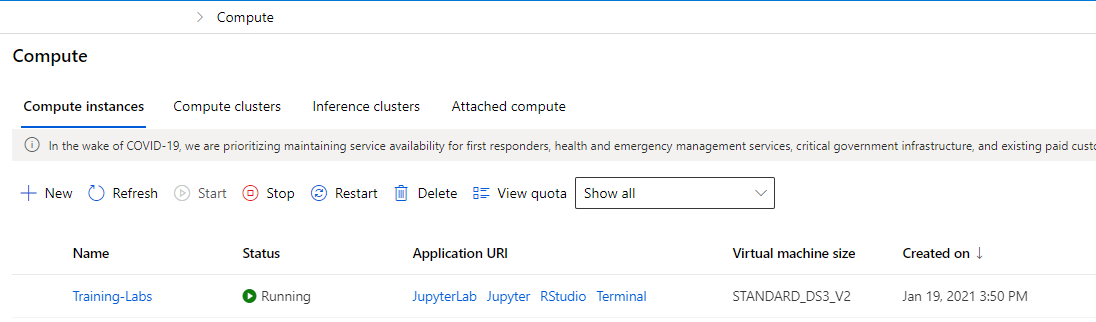 > Compute
Compute
Compute instances Compute clusters Inference clusters Attached compute
In the wake of COVID-19, we are prioritizing maintaining service availability for first responders, health and emergency management services, critical government infrastructure, and existing paid
New Refresh Start Stop Restart Delete View quota Show all
Name Status Application URI Virtual machine size Created on ↓
Training-Labs Running JupyterLab Jupyter RStudio Terminal STANDARD_DS3_V2 Jan 19, 2021 3:50 PM